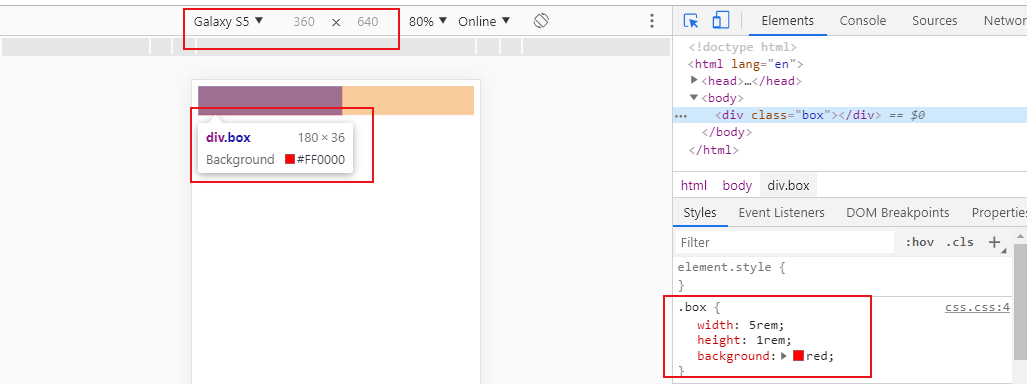 Galaxy S5 ▼ 360 × 640 80% ▼ Online ▼
div.box 180 × 36
Background #FF0000
Elements Console Sources Network
<!doctype html>
<html lang="en">
▶<head>…</head>
▼<body>
… <div class="box"></div> == $0
</body>
</html>
html body div.box
Styles Event Listeners DOM Breakpoints Properties
Filter :hov .cls +
element.style {
}
.box { css.css:4
width: 5rem;
height: 1rem;
background: ▶ red;
}